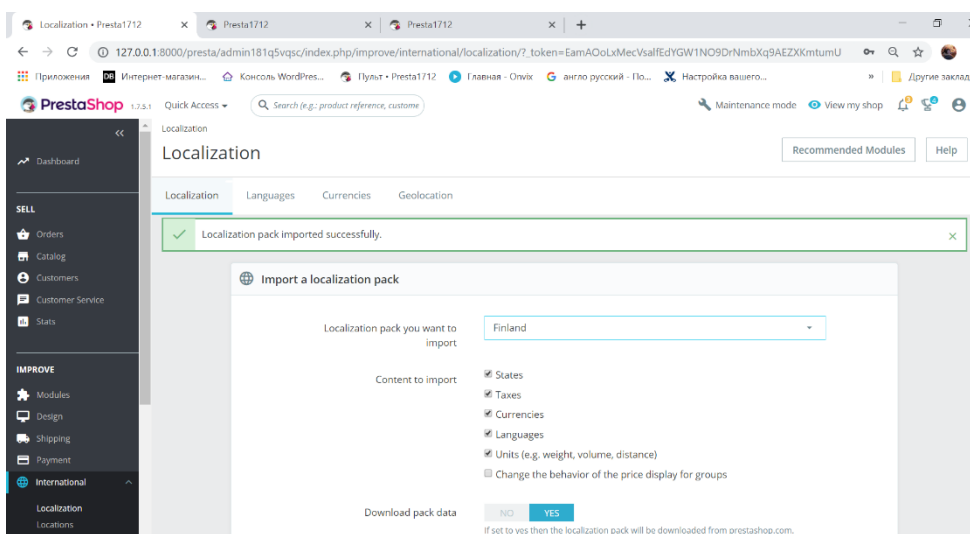 Localization • Presta1712
Presta1712
Presta1712
127.0.0.1:8000/presta/admin181q5vqsc/index.php/improve/international/localization/?_token=EamAOoLxMecVsalfEdYGW1NO9DrNmbXq9AEZXKmtumU
Приложения
DB Интернет-магазин...
Консоль WordPres...
Пульт • Presta1712
Главная - Onvix
англо русский - По...
Настройка вашего...
»
Другие заклад
PrestaShop 1.7.5.1
Quick Access
Search (e.g.: product reference, custome
Maintenance mode
View my shop
Localization
Localization
Recommended Modules
Help
Localization
Languages
Currencies
Geolocation
Localization pack imported successfully.
Dashboard
SELL
Orders
Catalog
Customers
Customer Service
Stats
IMPROVE
Modules
Design
Shipping
Payment
International
Localization
Locations
Import a localization pack
Localization pack you want to
import
Finland
Content to import
States
Taxes
Currencies
Languages
Units (e.g. weight, volume, distance)
Change the behavior of the price display for groups
Download pack data
NO
YES
If set to yes then the localization pack will be downloaded from prestashop.com.